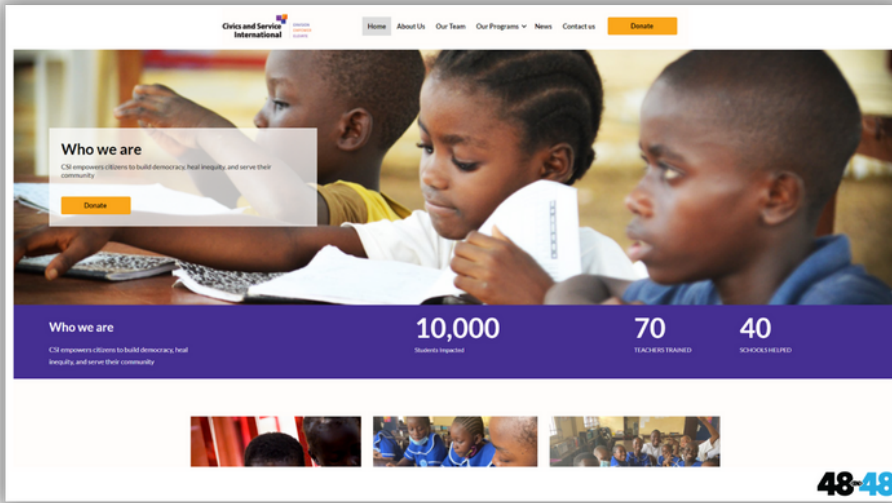 Civics and Service
International
ENVISION
EMPOWER
ELEVATE
Home About Us Our Team Our Programs News Contact us Donate
Who we are
CSI empowers citizens to build democracy, heal inequity, and serve their
community
Donate
Who we are
CSI empowers citizens to build democracy, heal
inequity, and serve their community
10,000
Students Impacted
70
TEACHERS TRAINED
40
SCHOOLS HELPED
48 48